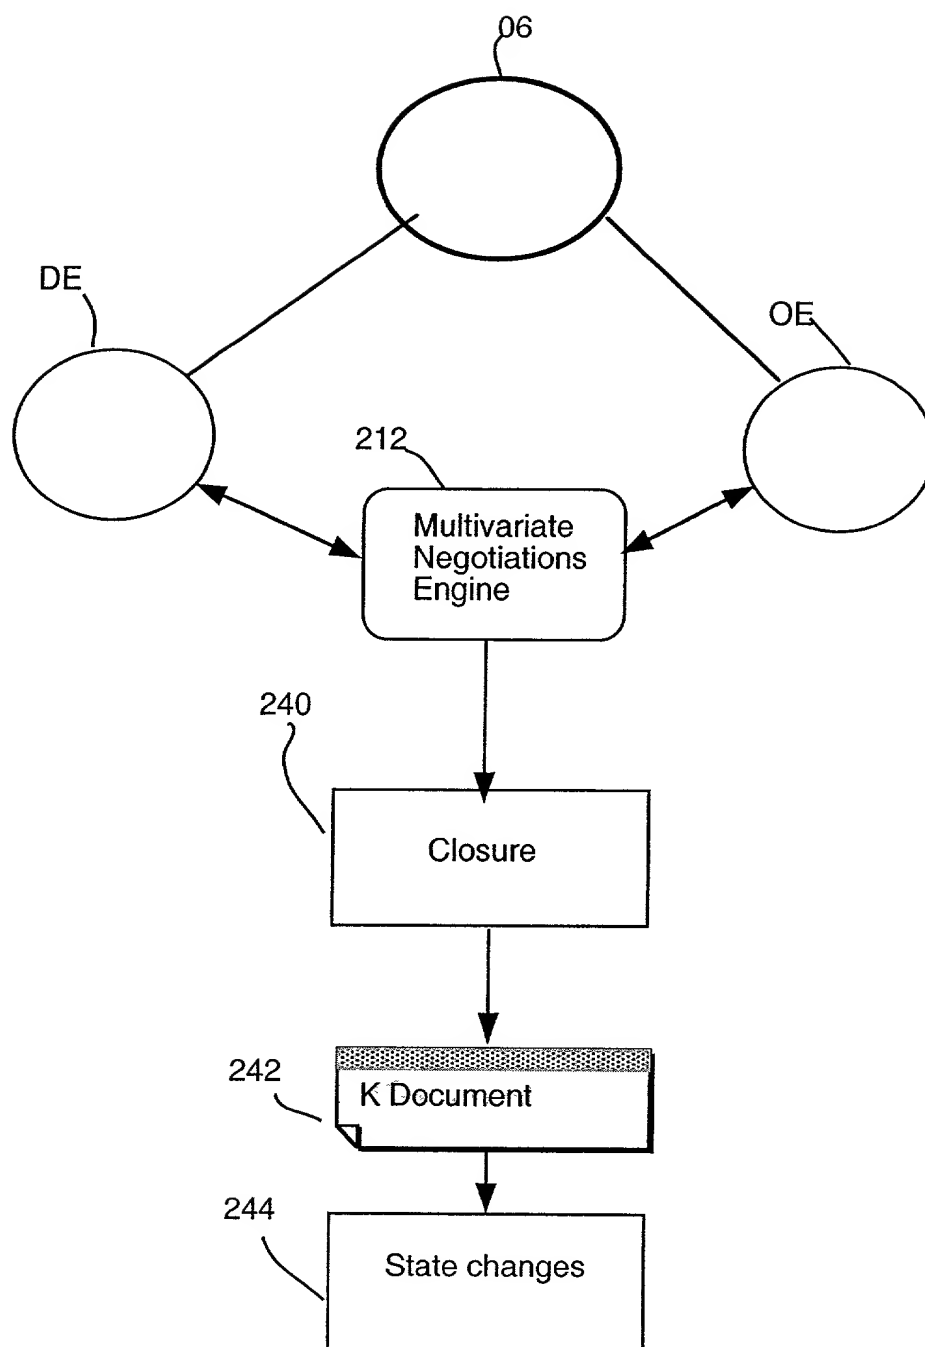 06
DE
OE
212
Multivariate
Negotiations
Engine
240
Closure
242
K Document
244
State changes